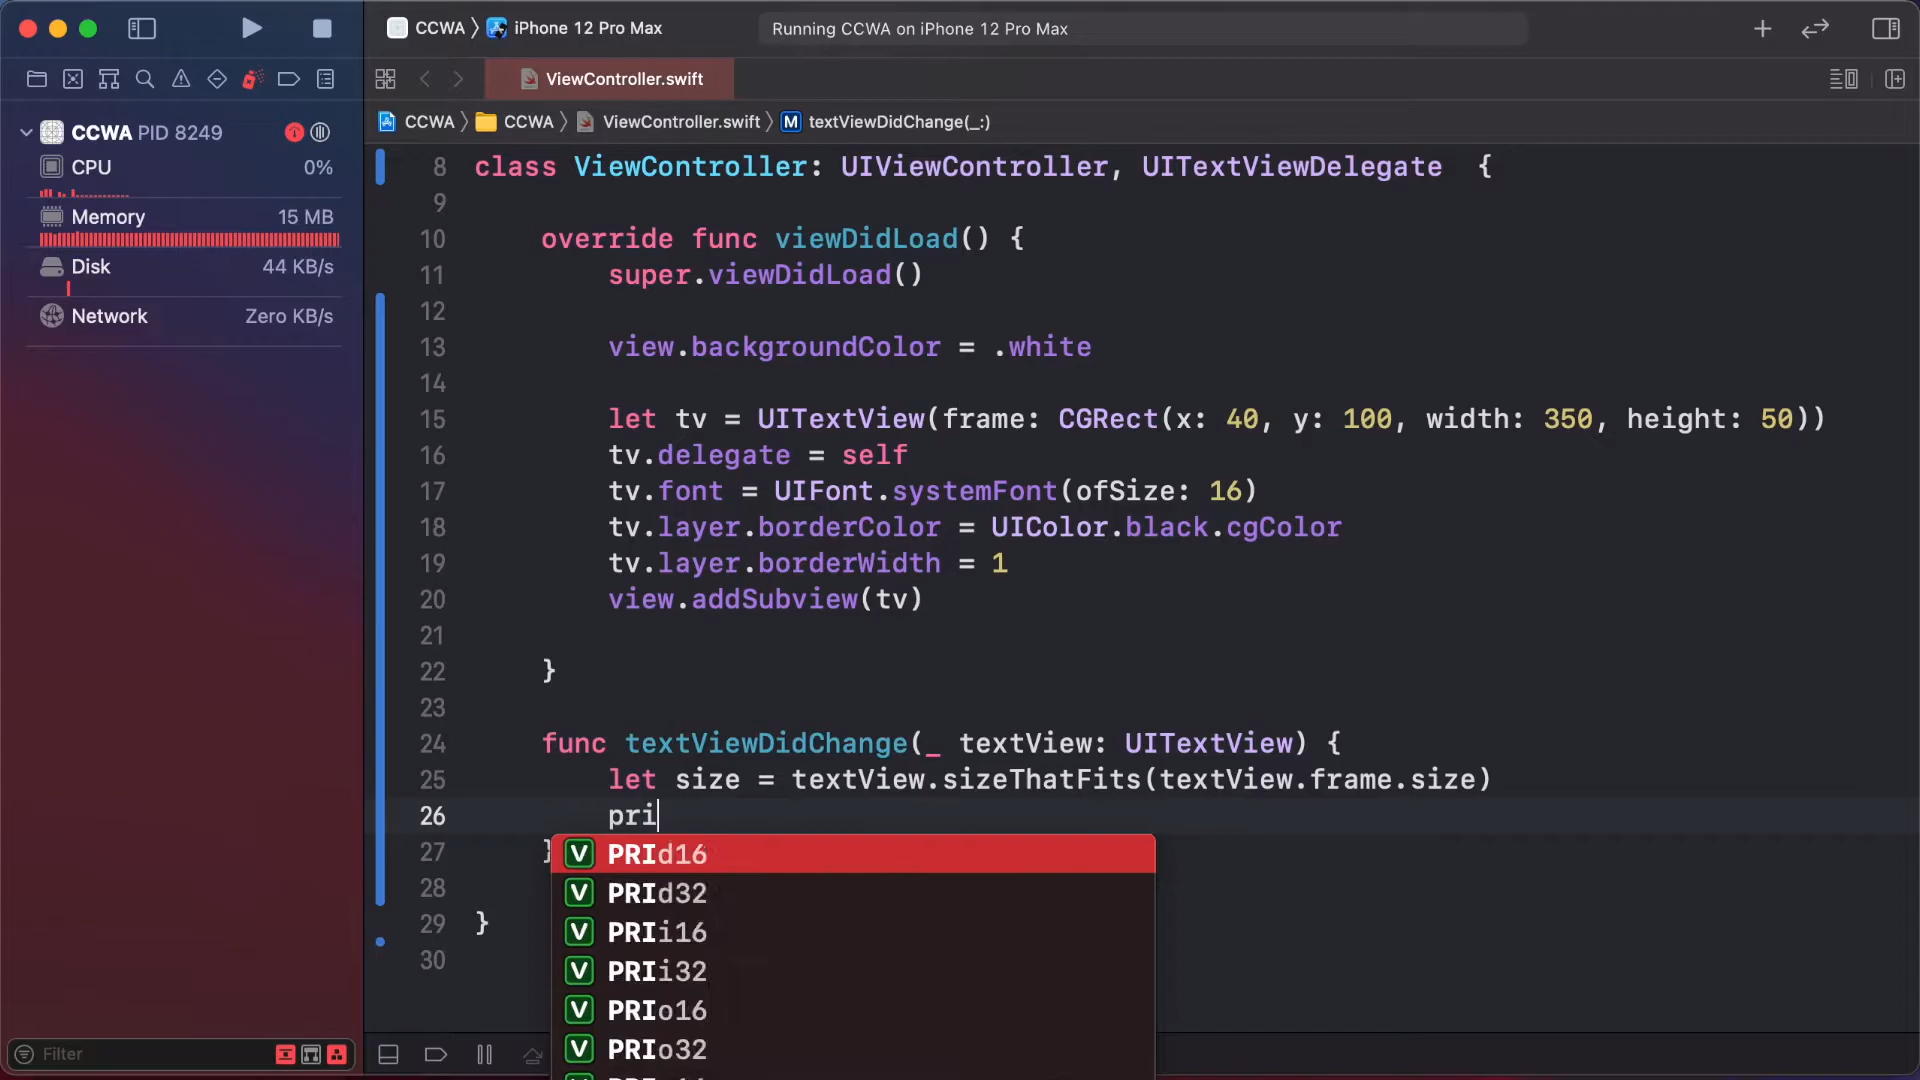 CCWA 〉 iPhone 12 Pro Max
Running CCWA on iPhone 12 Pro Max
ViewController.swift
CCWA 〉 CCWA 〉 ViewController.swift 〉 M textViewDidChange(_:)
CCWA PID 8249
CPU 0%
Memory 15 MB
Disk 44 KB/s
Network Zero KB/s
8 class ViewController: UIViewController, UITextViewDelegate  {
9
10 override func viewDidLoad() {
11 super.viewDidLoad()
12
13 view.backgroundColor = .white
14
15 let tv = UITextView(frame: CGRect(x: 40, y: 100, width: 350, height: 50))
16 tv.delegate = self
17 tv.font = UIFont.systemFont(ofSize: 16)
18 tv.layer.borderColor = UIColor.black.cgColor
19 tv.layer.borderWidth = 1
20 view.addSubview(tv)
21
22 }
23
24 func textViewDidChange(_ textView: UITextView) {
25 let size = textView.sizeThatFits(textView.frame.size)
26 pri
27 }
28
29 }
30
V PRId16
V PRId32
V PRIi16
V PRIi32
V PRIo16
V PRIo32
Filter